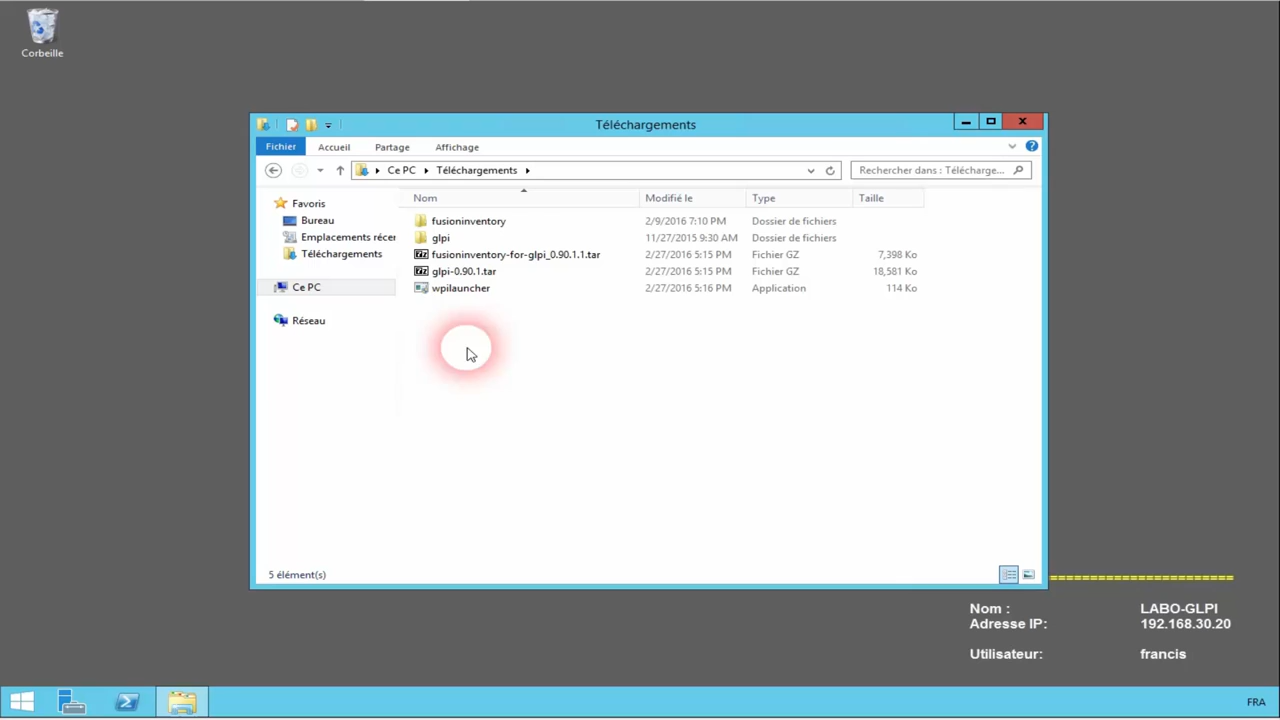 Corbeille
Téléchargements
Fichier Accueil Partage Affichage
Ce PC Téléchargements Rechercher dans : Télécharge...
Nom Modifié le Type Taille
Favoris
Bureau
Emplacements récer
Téléchargements
Ce PC
Réseau
fusioninventory 2/9/2016 7:10 PM Dossier de fichiers
glpi 11/27/2015 9:30 AM Dossier de fichiers
fusioninventory-for-glpi_0.90.1.1.tar 2/27/2016 5:15 PM Fichier GZ 7,398 Ko
glpi-0.90.1.tar 2/27/2016 5:15 PM Fichier GZ 18,581 Ko
wpilauncher 2/27/2016 5:16 PM Application 114 Ko
5 élément(s)
Nom : LABO-GLPI
Adresse IP: 192.168.30.20
Utilisateur: francis
FRA